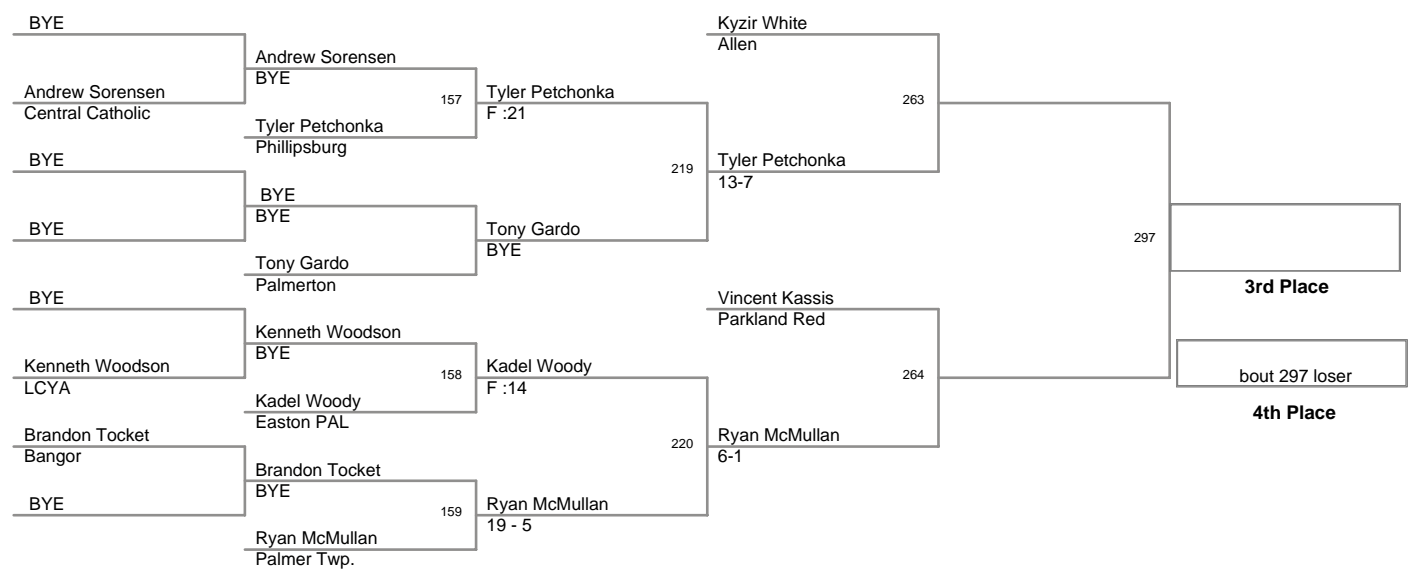 BYE
Andrew Sorensen
Central Catholic
BYE
BYE
BYE
Kenneth Woodson
LCYA
Brandon Tocket
Bangor
BYE
Andrew Sorensen
BYE
157
Tyler Petchonka
Phillipsburg
BYE
BYE
Tony Gardo
Palmerton
Kenneth Woodson
BYE
158
Kadel Woody
Easton PAL
Brandon Tocket
BYE
159
Ryan McMullan
Palmer Twp.
Tyler Petchonka
F :21
219
Tony Gardo
BYE
Kadel Woody
F :14
220
Ryan McMullan
19 - 5
Kyzir White
Allen
263
Tyler Petchonka
13-7
Vincent Kassis
Parkland Red
264
Ryan McMullan
6-1
297
3rd Place
bout 297 loser
4th Place